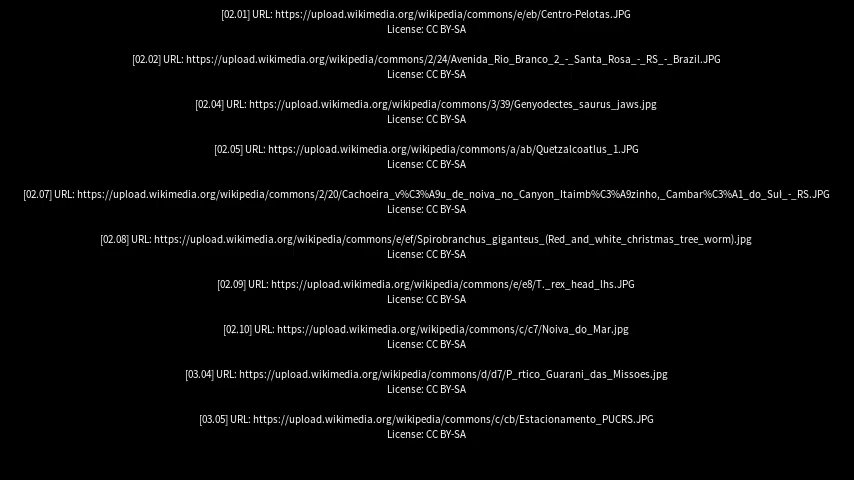 [02.01] URL: https://upload.wikimedia.org/wikipedia/commons/e/eb/Centro-Pelotas.JPG
License: CC BY-SA
[02.02] URL: https://upload.wikimedia.org/wikipedia/commons/2/24/Avenida_Rio_Branco_2_-_Santa_Rosa_-_RS_-_Brazil.JPG
License: CC BY-SA
[02.04] URL: https://upload.wikimedia.org/wikipedia/commons/3/39/Genyodectes_saurus_jaws.jpg
License: CC BY-SA
[02.05] URL: https://upload.wikimedia.org/wikipedia/commons/a/ab/Quetzalcoatlus_1.JPG
License: CC BY-SA
[02.07] URL: https://upload.wikimedia.org/wikipedia/commons/2/20/Cachoeira_v%C3%A9u_de_noiva_no_Canyon_Itaimb%C3%A9zinho,_Cambar%C3%A1_do_Sul_-_RS.JPG
License: CC BY-SA
[02.08] URL: https://upload.wikimedia.org/wikipedia/commons/e/ef/Spirobranchus_giganteus_(Red_and_white_christmas_tree_worm).jpg
License: CC BY-SA
[02.09] URL: https://upload.wikimedia.org/wikipedia/commons/e/e8/T._rex_head_lhs.JPG
License: CC BY-SA
[02.10] URL: https://upload.wikimedia.org/wikipedia/commons/c/c7/Noiva_do_Mar.jpg
License: CC BY-SA
[03.04] URL: https://upload.wikimedia.org/wikipedia/commons/d/d7/P_rtico_Guarani_das_Missoes.jpg
License: CC BY-SA
[03.05] URL: https://upload.wikimedia.org/wikipedia/commons/c/cb/Estacionamento_PUCRS.JPG
License: CC BY-SA